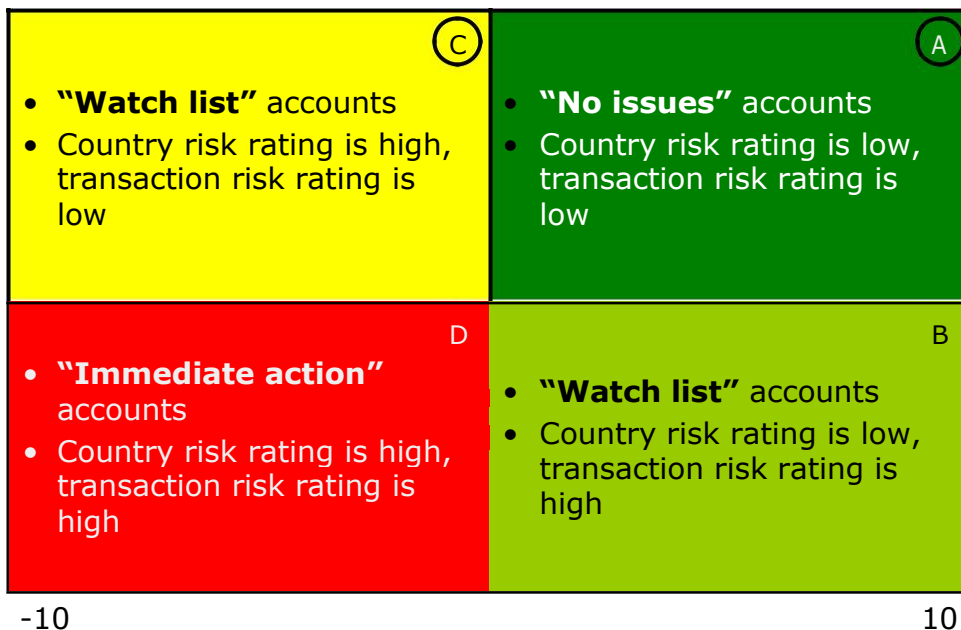 C
“Watch list” accounts
Country risk rating is high,
transaction risk rating is
low
A
“No issues” accounts
Country risk rating is low,
transaction risk rating is
low
D
“Immediate action”
accounts
Country risk rating is high,
transaction risk rating is
high
B
“Watch list” accounts
Country risk rating is low,
transaction risk rating is
high
-10
10